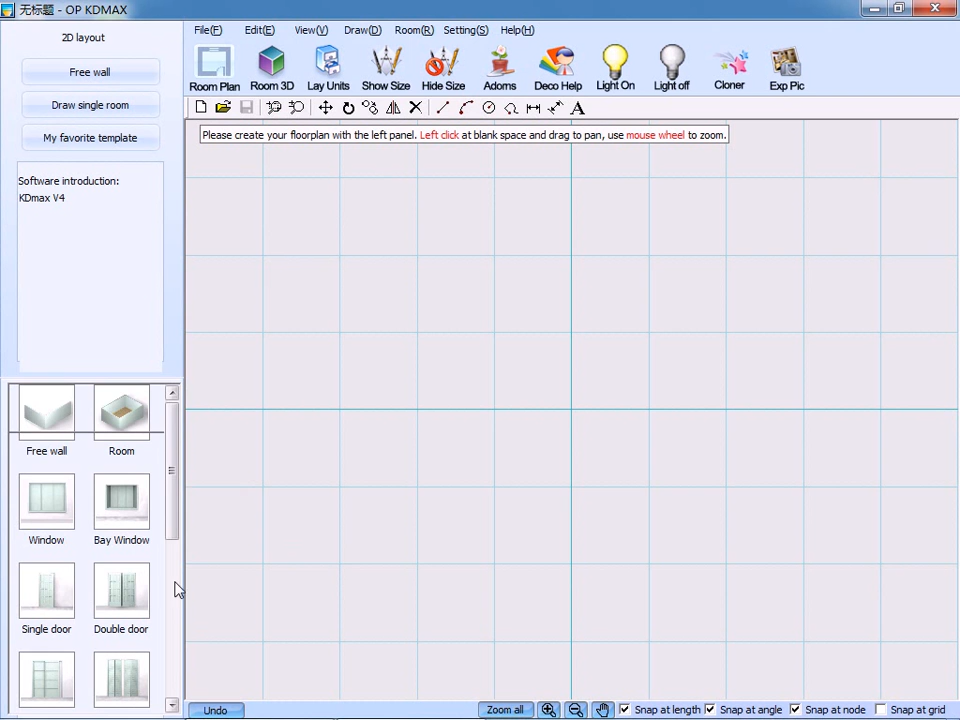 无标题 - OP KDMAX
2D layout
Free wall
Draw single room
My favorite template
Software introduction:
KDmax V4
File(F) Edit(E) View(V) Draw(D) Room(R) Setting(S) Help(H)
Room Plan Room 3D Lay Units Show Size Hide Size Adoms Deco Help Light On Light off Cloner Exp Pic
A
Please create your floorplan with the left panel. Left click at blank space and drag to pan, use mouse wheel to zoom.
Free wall Room
Window Bay Window
Single door Double door
Undo Zoom all Snap at length Snap at angle Snap at node Snap at grid